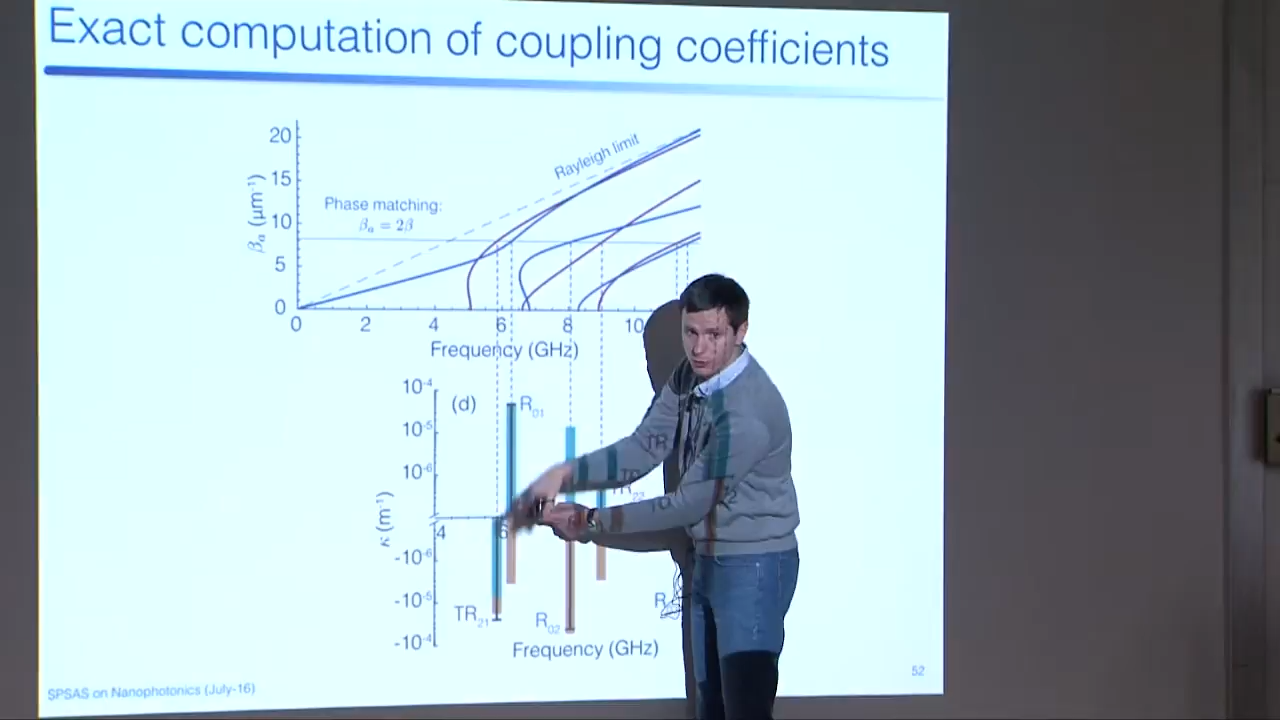 Exact computation of coupling coefficients
20
15
10
5
0
βₐ (μm⁻¹)
Rayleigh limit
Phase matching:
βₐ = 2β
0 2 4 6 8 10
Frequency (GHz)
(d)
10⁻⁴
10⁻⁵
10⁻⁶
-10⁻⁶
-10⁻⁵
-10⁻⁴
κ (m⁻¹)
4 6
R₀₁
TR₂₁
R₀₂
Frequency (GHz)
SPSAS on Nanophotonics (July-16)
52